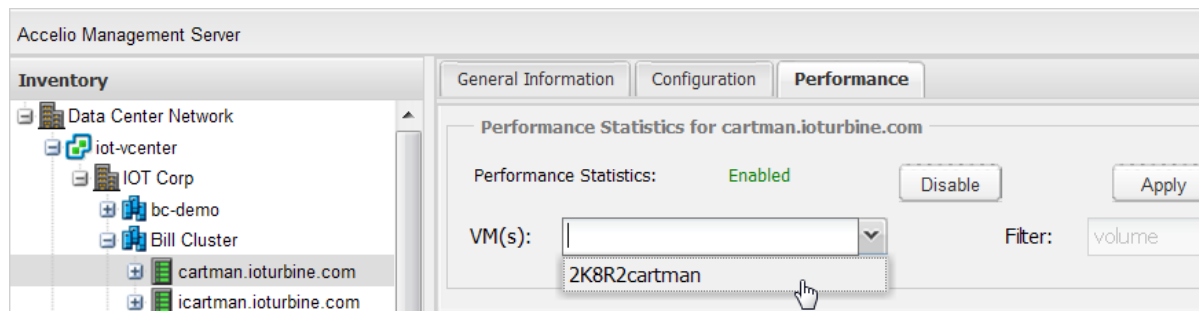 Accelio Management Server
Inventory
General Information Configuration Performance
Data Center Network
iot-vcenter
IOT Corp
bc-demo
Bill Cluster
cartman.ioturbine.com
icartman.ioturbine.com
Performance Statistics for cartman.ioturbine.com
Performance Statistics: Enabled Disable Apply
VM(s): Filter: volume
2K8R2cartman